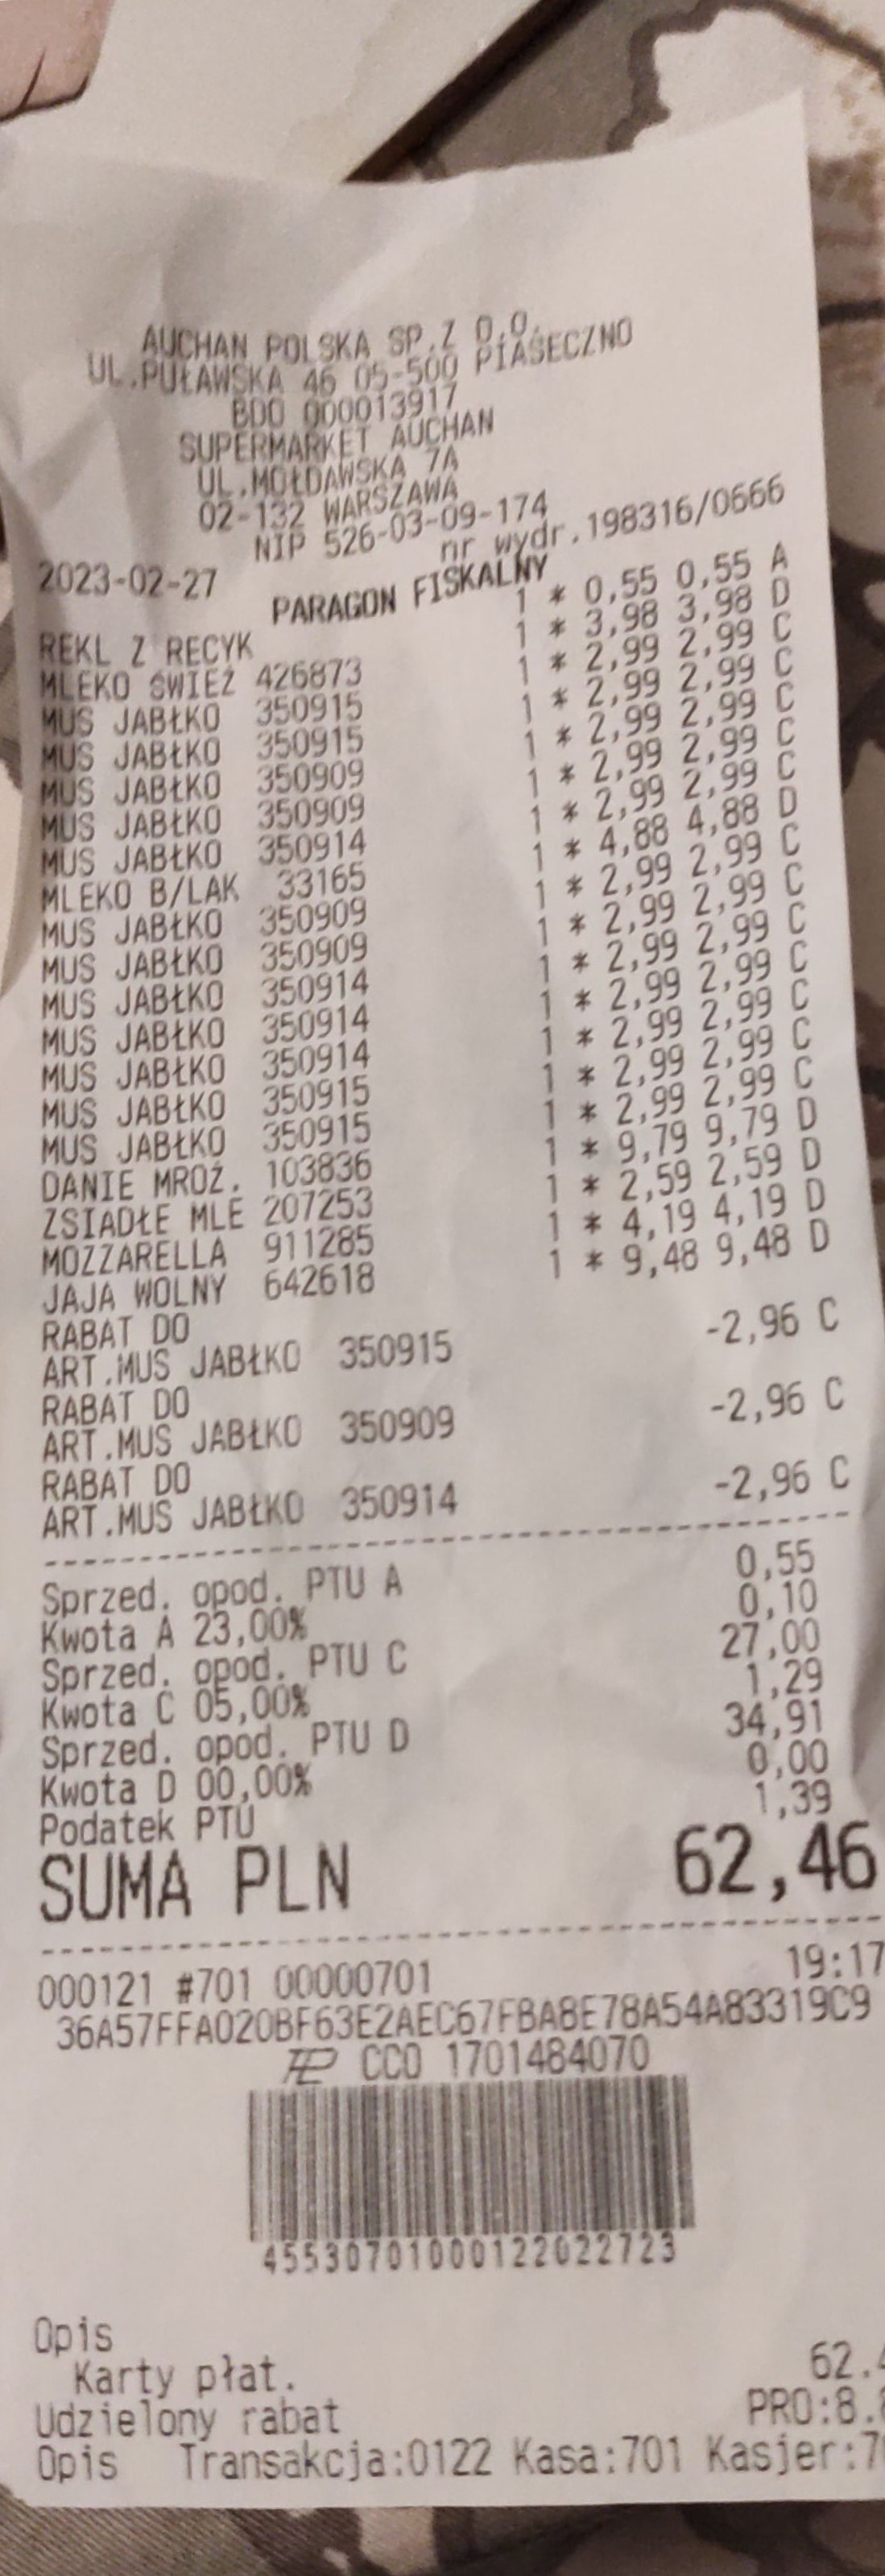 AUCHAN POLSKA SP.Z O.O.
UL.PUŁAWSKA 46 05-500 PIASECZNO
BDO 000013917
SUPERMARKET AUCHAN
UL.MOŁDAWSKA 7A
02-132 WARSZAWA
NIP 526-03-09-174
2023-02-27 nr wydr.198316/0666
PARAGON FISKALNY
REKL Z RECYK 1 * 0,55 0,55 A
MLEKO ŚWIEŻ 426873 1 * 3,98 3,98 D
MUS JABŁKO 350915 1 * 2,99 2,99 C
MUS JABŁKO 350915 1 * 2,99 2,99 C
MUS JABŁKO 350909 1 * 2,99 2,99 C
MUS JABŁKO 350909 1 * 2,99 2,99 C
MUS JABŁKO 350914 1 * 2,99 2,99 C
MLEKO B/LAK 33165 1 * 4,88 4,88 D
MUS JABŁKO 350909 1 * 2,99 2,99 C
MUS JABŁKO 350909 1 * 2,99 2,99 C
MUS JABŁKO 350914 1 * 2,99 2,99 C
MUS JABŁKO 350914 1 * 2,99 2,99 C
MUS JABŁKO 350914 1 * 2,99 2,99 C
MUS JABŁKO 350915 1 * 2,99 2,99 C
MUS JABŁKO 350915 1 * 2,99 2,99 C
DANIE MROŻ. 103836 1 * 9,79 9,79 D
ZSIADŁE MLE 207253 1 * 2,59 2,59 D
MOZZARELLA 911285 1 * 4,19 4,19 D
JAJA WOLNY 642618 1 * 9,48 9,48 D
RABAT DO
ART.MUS JABŁKO 350915 -2,96 C
RABAT DO
ART.MUS JABŁKO 350909 -2,96 C
RABAT DO
ART.MUS JABŁKO 350914 -2,96 C
Sprzed. opod. PTU A 0,55
Kwota A 23,00% 0,10
Sprzed. opod. PTU C 27,00
Kwota C 05,00% 1,29
Sprzed. opod. PTU D 34,91
Kwota D 00,00% 0,00
Podatek PTU 1,39
SUMA PLN 62,46
000121 #701 00000701 19:17
36A57FFA020BF63E2AEC67FBA8E78A54A83319C9
CCO 1701484070
45530701000122022723
Opis
Karty płat. 62.4
Udzielony rabat PRO:8.8
Opis Transakcja:0122 Kasa:701 Kasjer:7